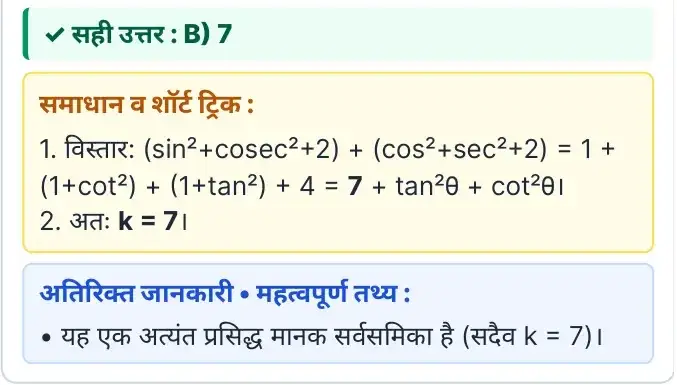 ✓ सही उत्तर : B) 7
समाधान व शॉर्ट ट्रिक :
1. विस्तार: (sin²+cosec²+2) + (cos²+sec²+2) = 1 +
(1+cot²) + (1+tan²) + 4 = 7 + tan²θ + cot²θ।
2. अतः k = 7।
अतिरिक्त जानकारी • महत्वपूर्ण तथ्य :
• यह एक अत्यंत प्रसिद्ध मानक सर्वसमिका है (सदैव k = 7)।